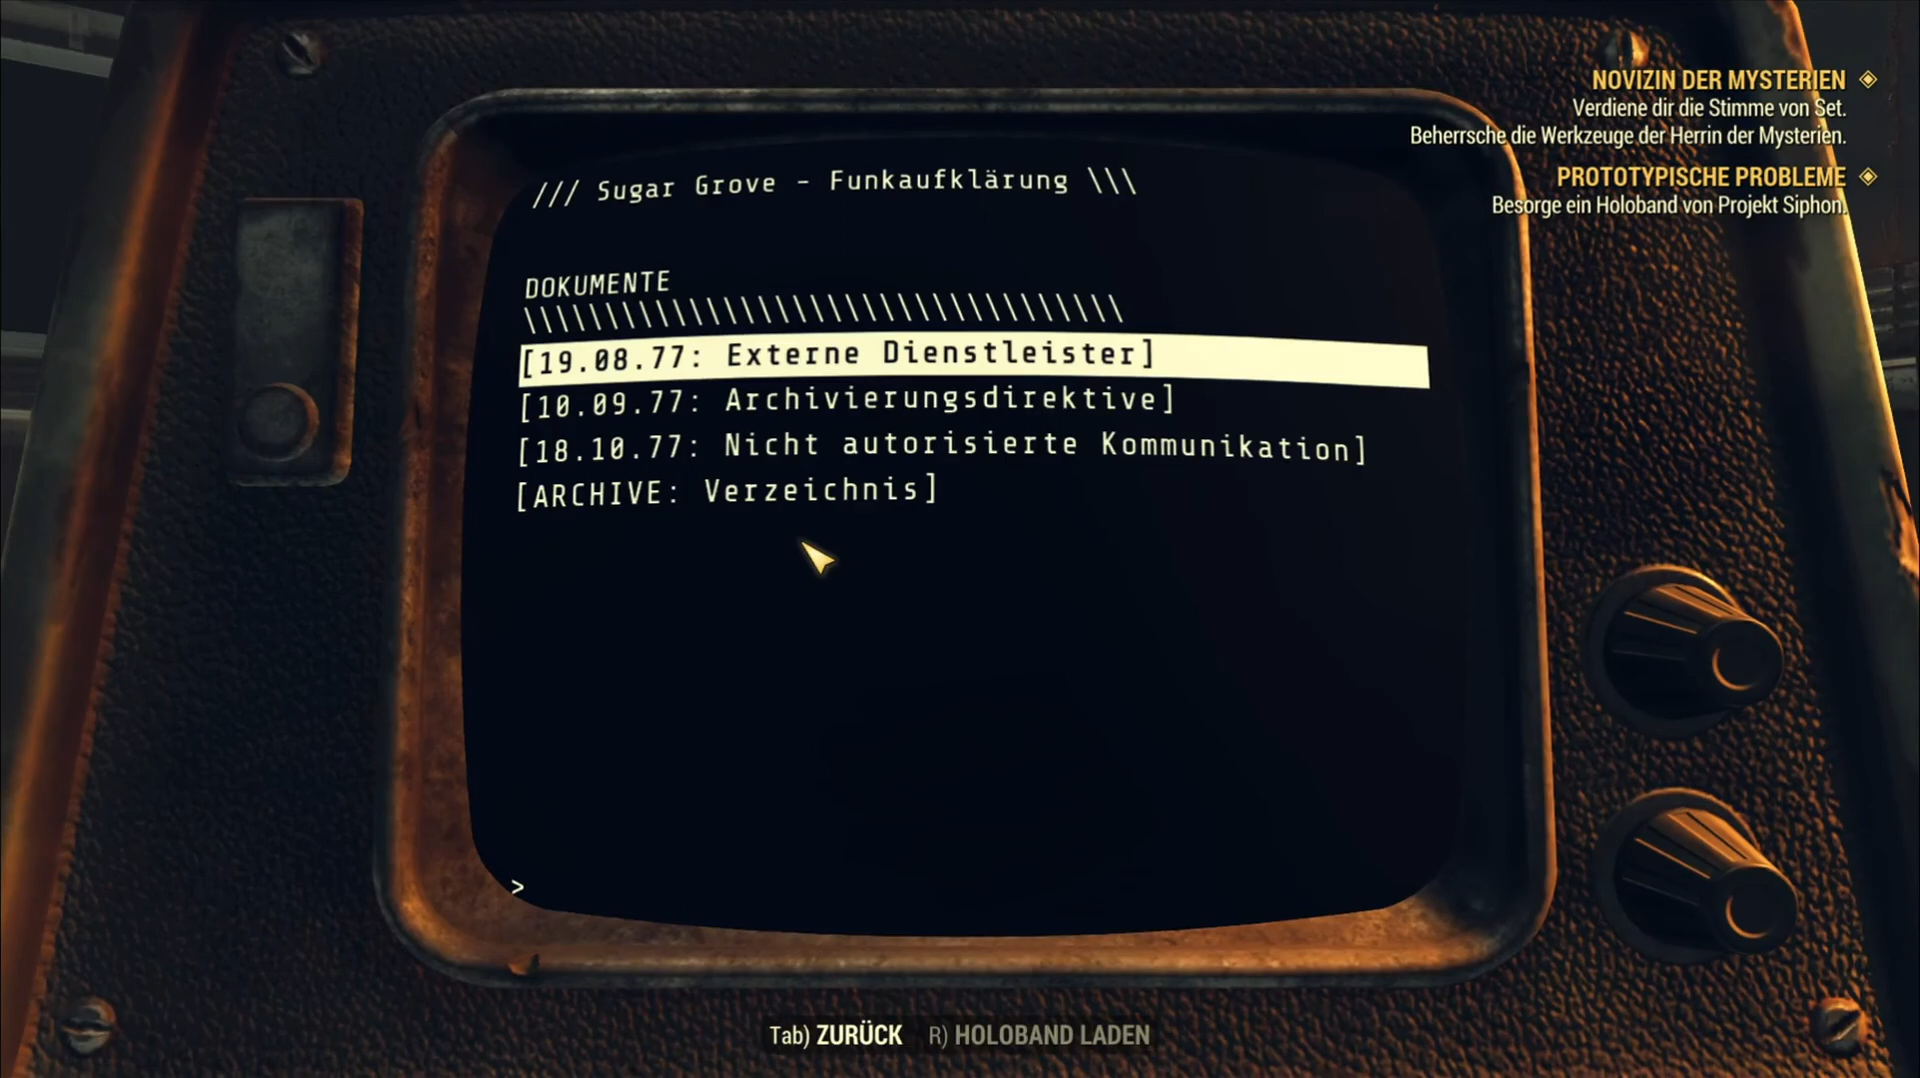 NOVIZIN DER MYSTERIEN
Verdiene dir die Stimme von Set.
Beherrsche die Werkzeuge der Herrin der Mysterien.
PROTOTYPISCHE PROBLEME
Besorge ein Holoband von Projekt Siphon.
/// Sugar Grove - Funkaufklärung \\\
DOKUMENTE
\\\\\\\\\\\\\\\\\\\\\\\\\\\\\\\\\\\\
[19.08.77: Externe Dienstleister]
[10.09.77: Archivierungsdirektive]
[18.10.77: Nicht autorisierte Kommunikation]
[ARCHIVE: Verzeichnis]
>
Tab) ZURÜCK R) HOLOBAND LADEN